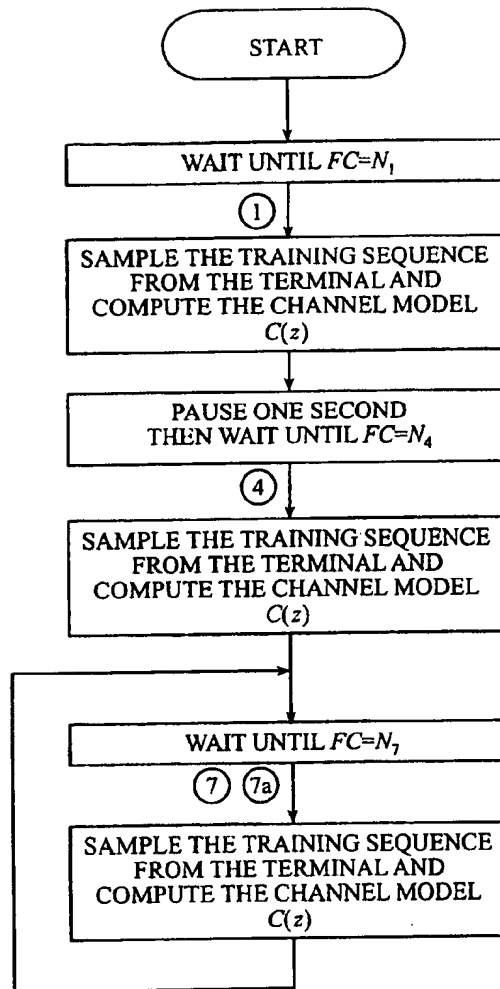 START
WAIT UNTIL FC=N₁
1
SAMPLE THE TRAINING SEQUENCE
FROM THE TERMINAL AND
COMPUTE THE CHANNEL MODEL
C(z)
PAUSE ONE SECOND
THEN WAIT UNTIL FC=N₄
4
SAMPLE THE TRAINING SEQUENCE
FROM THE TERMINAL AND
COMPUTE THE CHANNEL MODEL
C(z)
WAIT UNTIL FC=N₇
7 7a
SAMPLE THE TRAINING SEQUENCE
FROM THE TERMINAL AND
COMPUTE THE CHANNEL MODEL
C(z)